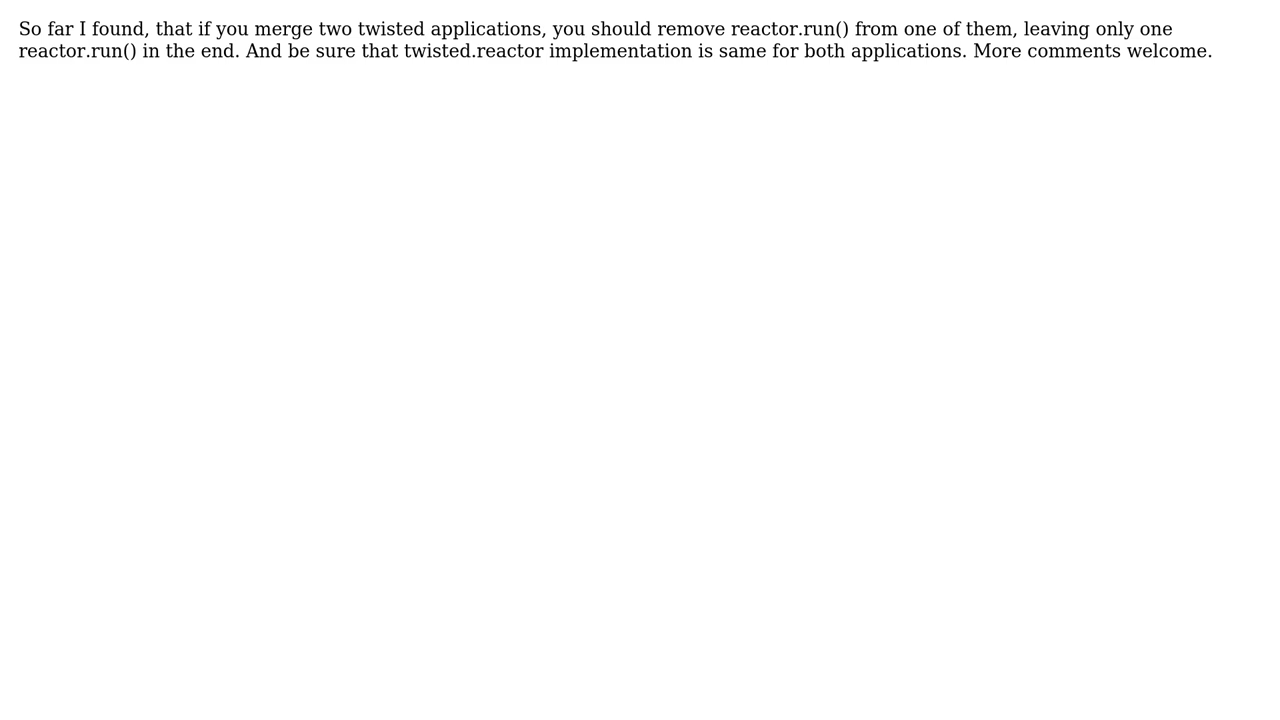 So far I found, that if you merge two twisted applications, you should remove reactor.run() from one of them, leaving only one
reactor.run() in the end. And be sure that twisted.reactor implementation is same for both applications. More comments welcome.